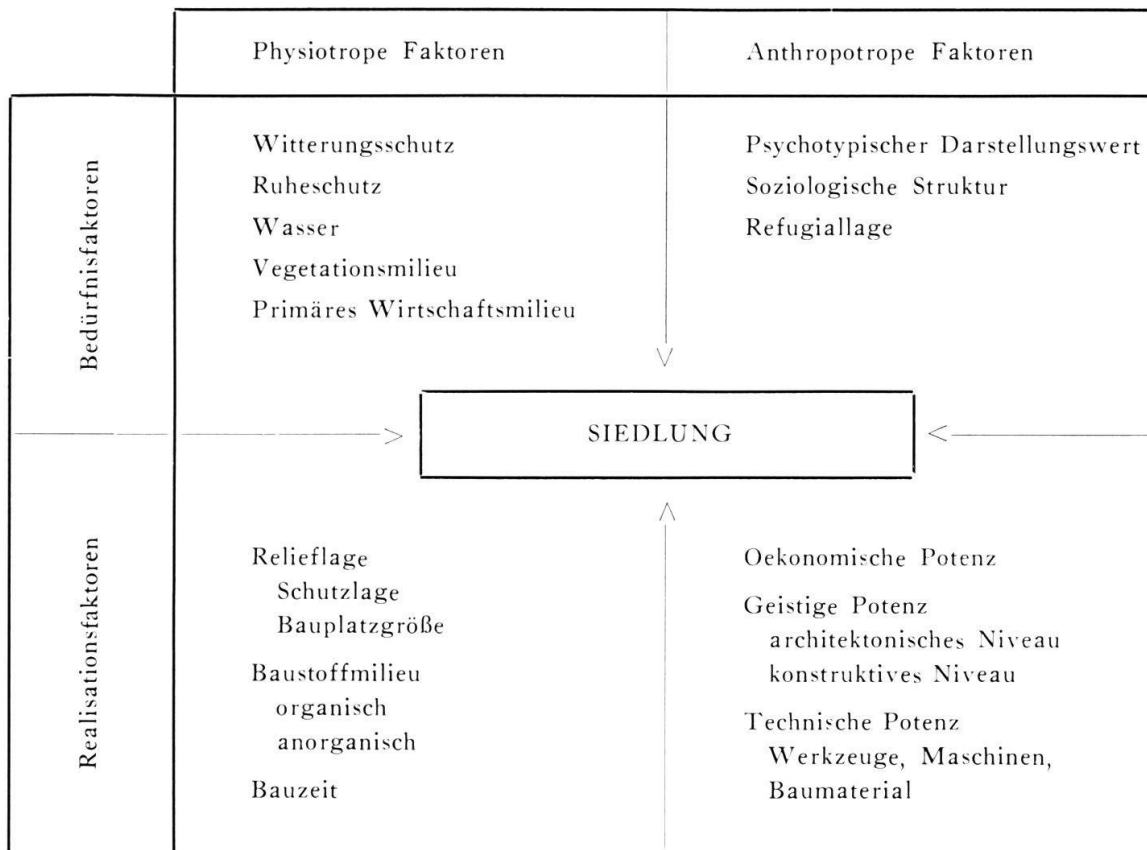 Physiotrope Faktoren
Anthropotrope Faktoren
Bedürfnisfaktoren
Witterungsschutz
Ruheschutz
Wasser
Vegetationsmilieu
Primäres Wirtschaftsmilieu
Psychotypischer Darstellungswert
Soziologische Struktur
Refugiallage
SIEDLUNG
Realisationsfaktoren
Relieflage
Schutzlage
Bauplatzgröße
Baustoffmilieu
organisch
anorganisch
Bauzeit
Oekonomische Potenz
Geistige Potenz
architektonisches Niveau
konstruktives Niveau
Technische Potenz
Werkzeuge, Maschinen,
Baumaterial